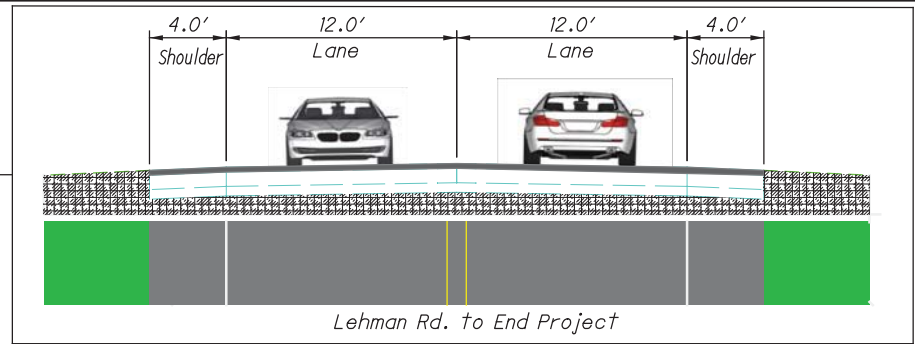 4.0' 12.0' 12.0' 4.0'
Shoulder Lane Lane Shoulder
Lehman Rd. to End Project